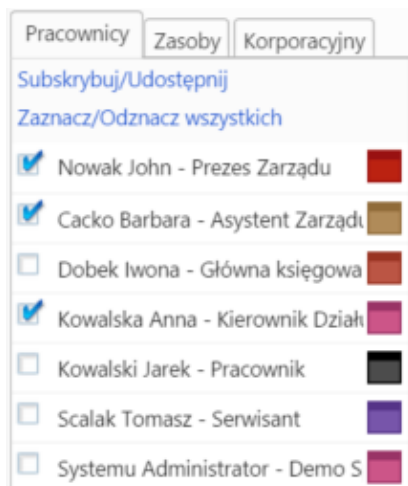 Pracownicy Zasoby Korporacyjny
Subskrybuj/Udostępnij
Zaznacz/Odznacz wszystkich
Nowak John - Prezes Zarządu
Cacko Barbara - Asystent Zarządu
Dobek Iwona - Główna księgowa
Kowalska Anna - Kierownik Działu
Kowalski Jarek - Pracownik
Scalak Tomasz - Serwisant
Systemu Administrator - Demo S